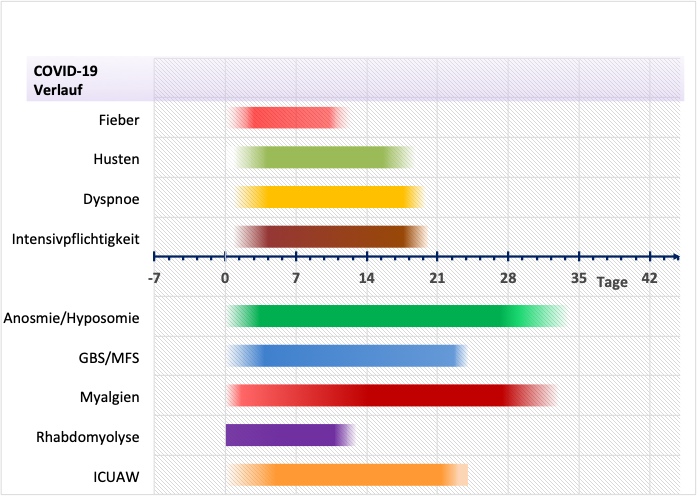 COVID-19
Verlauf
Fieber
Husten
Dyspnoe
Intensivpflichtigkeit
-7 0 7 14 21 28 35 Tage 42
Anosmie/Hyposomie
GBS/MFS
Myalgien
Rhabdomyolyse
ICUAW